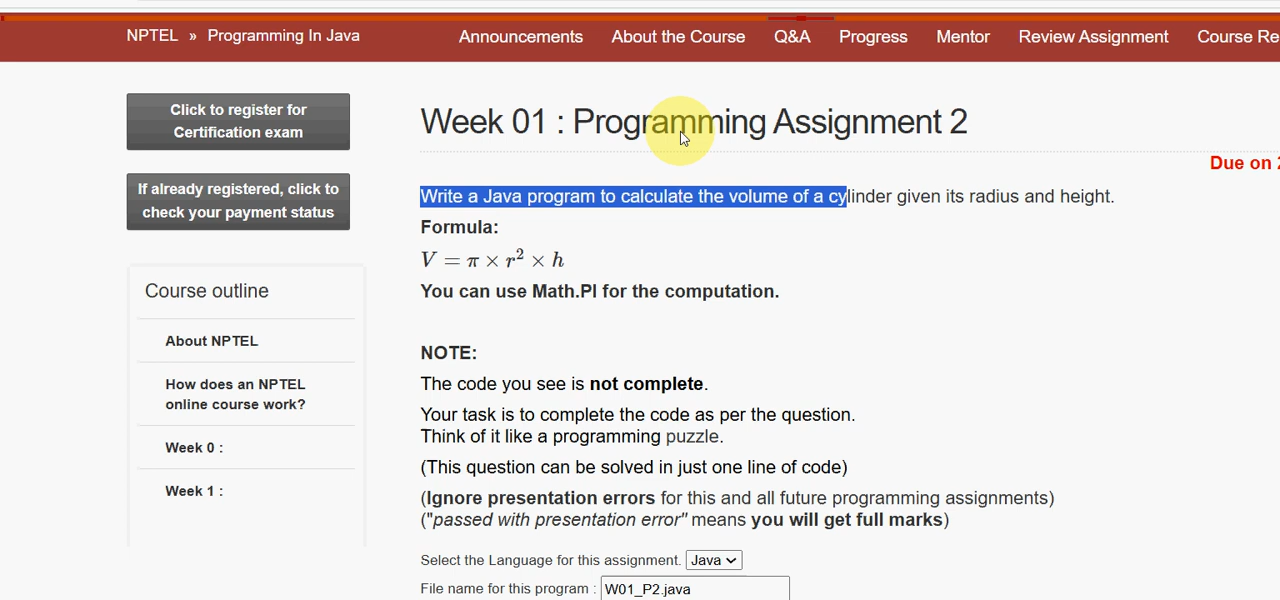 NPTEL » Programming In Java
Announcements About the Course Q&A Progress Mentor Review Assignment Course Re
Click to register for
Certification exam
If already registered, click to
check your payment status
Course outline
About NPTEL
How does an NPTEL
online course work?
Week 0 :
Week 1 :
Week 01 : Programming Assignment 2
Due on 2
Write a Java program to calculate the volume of a cylinder given its radius and height.
Formula:
V = π × r² × h
You can use Math.PI for the computation.
NOTE:
The code you see is not complete.
Your task is to complete the code as per the question.
Think of it like a programming puzzle.
(This question can be solved in just one line of code)
(Ignore presentation errors for this and all future programming assignments)
("passed with presentation error" means you will get full marks)
Select the Language for this assignment. Java
File name for this program : W01_P2.java